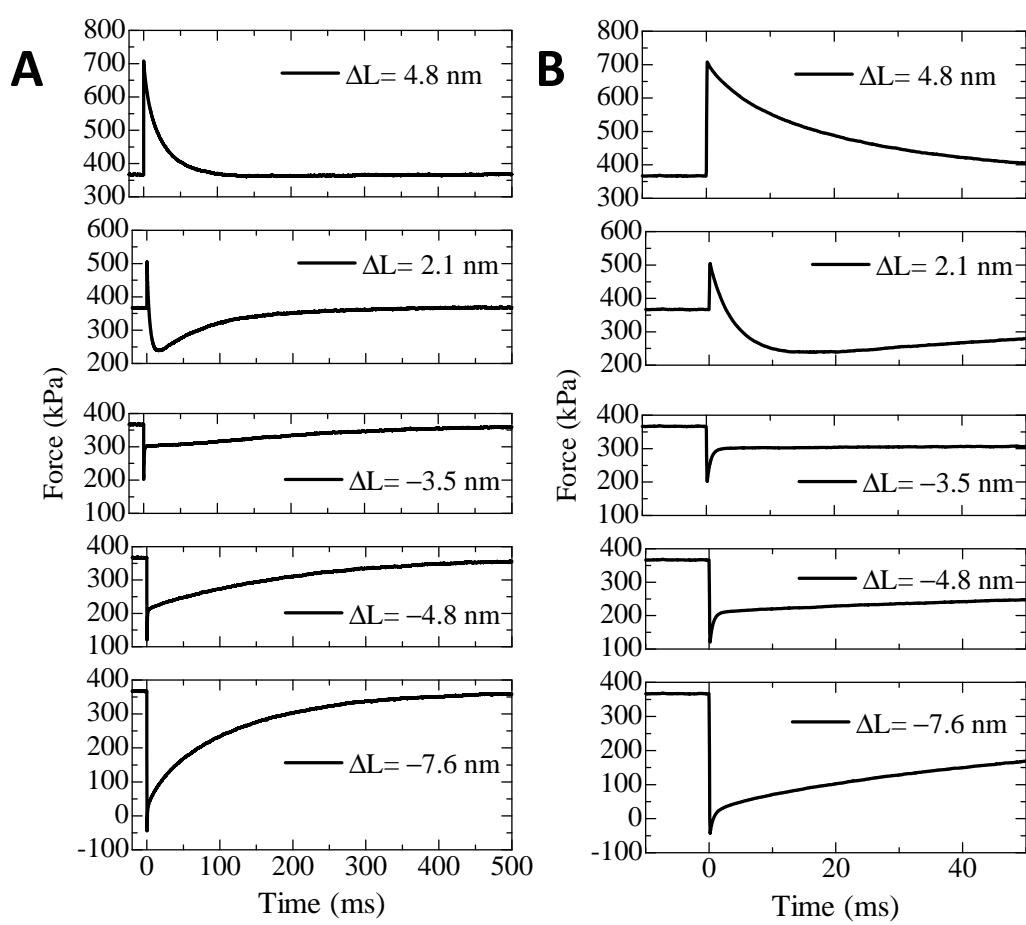 A
800
700
600
500
400
300
ΔL= 4.8 nm
600
500
400
300
200
ΔL= 2.1 nm
400
300
200
100
ΔL= −3.5 nm
400
300
200
100
ΔL= −4.8 nm
400
300
200
100
0
-100
ΔL= −7.6 nm
Force (kPa)
0 100 200 300 400 500
Time (ms)
B
800
700
600
500
400
300
ΔL= 4.8 nm
600
500
400
300
200
ΔL= 2.1 nm
400
300
200
100
ΔL= −3.5 nm
400
300
200
100
ΔL= −4.8 nm
400
300
200
100
0
-100
ΔL= −7.6 nm
Force (kPa)
0 20 40
Time (ms)